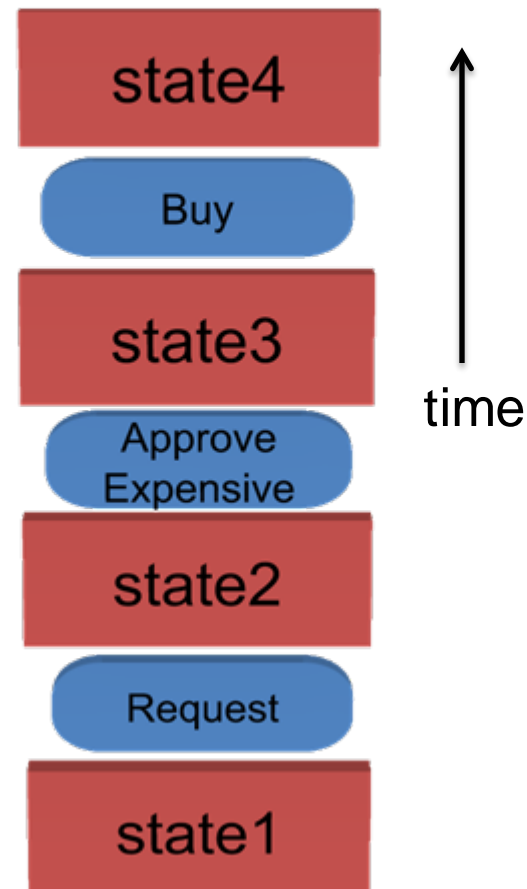 state4
Buy
state3
time
Approve
Expensive
state2
Request
state1